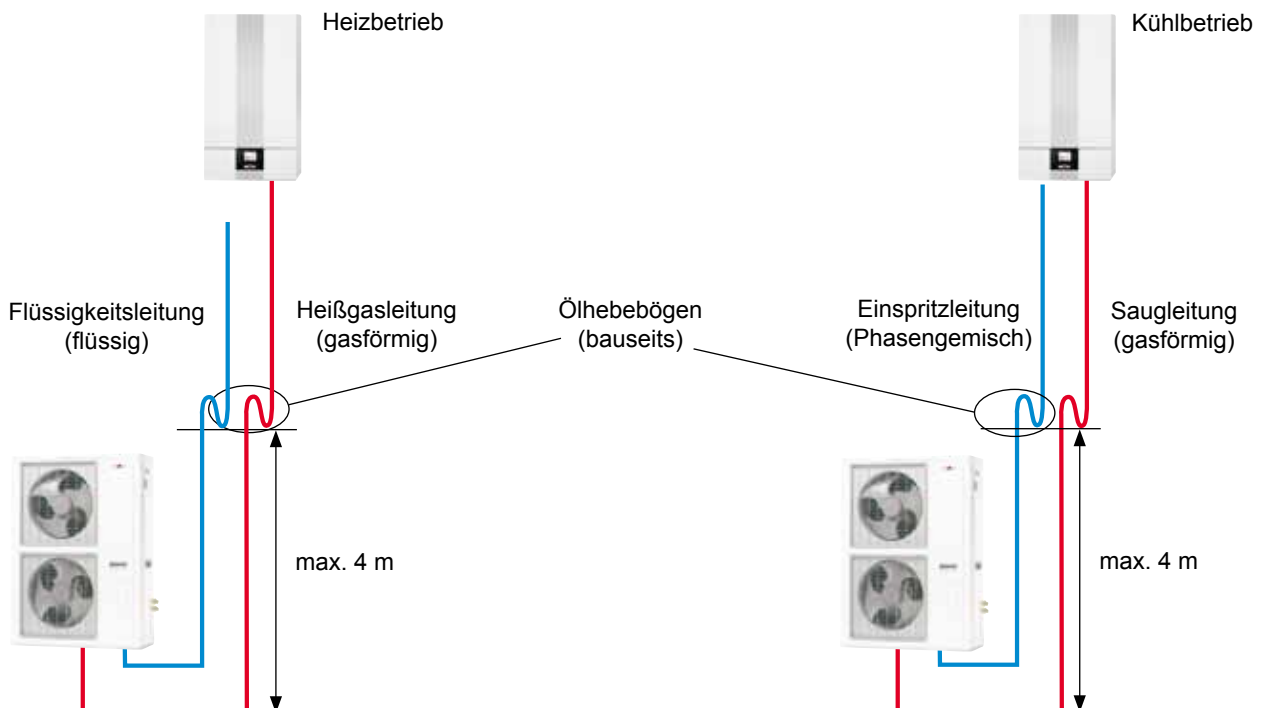 Heizbetrieb
Kühlbetrieb
Flüssigkeitsleitung
(flüssig)
Heißgasleitung
(gasförmig)
Ölhebebögen
(bauseits)
Einspritzleitung
(Phasengemisch)
Saugleitung
(gasförmig)
max. 4 m
max. 4 m